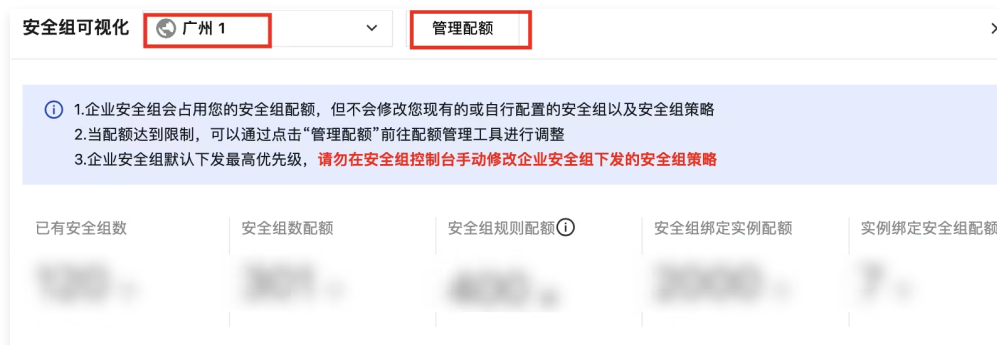 安全组可视化 广州 1 管理配额
1.企业安全组会占用您的安全组配额，但不会修改您现有的或自行配置的安全组以及安全组策略
2.当配额达到限制，可以通过点击“管理配额”前往配额管理工具进行调整
3.企业安全组默认下发最高优先级，请勿在安全组控制台手动修改企业安全组下发的安全组策略
已有安全组数 安全组数配额 安全组规则配额 安全组绑定实例配额 实例绑定安全组配额